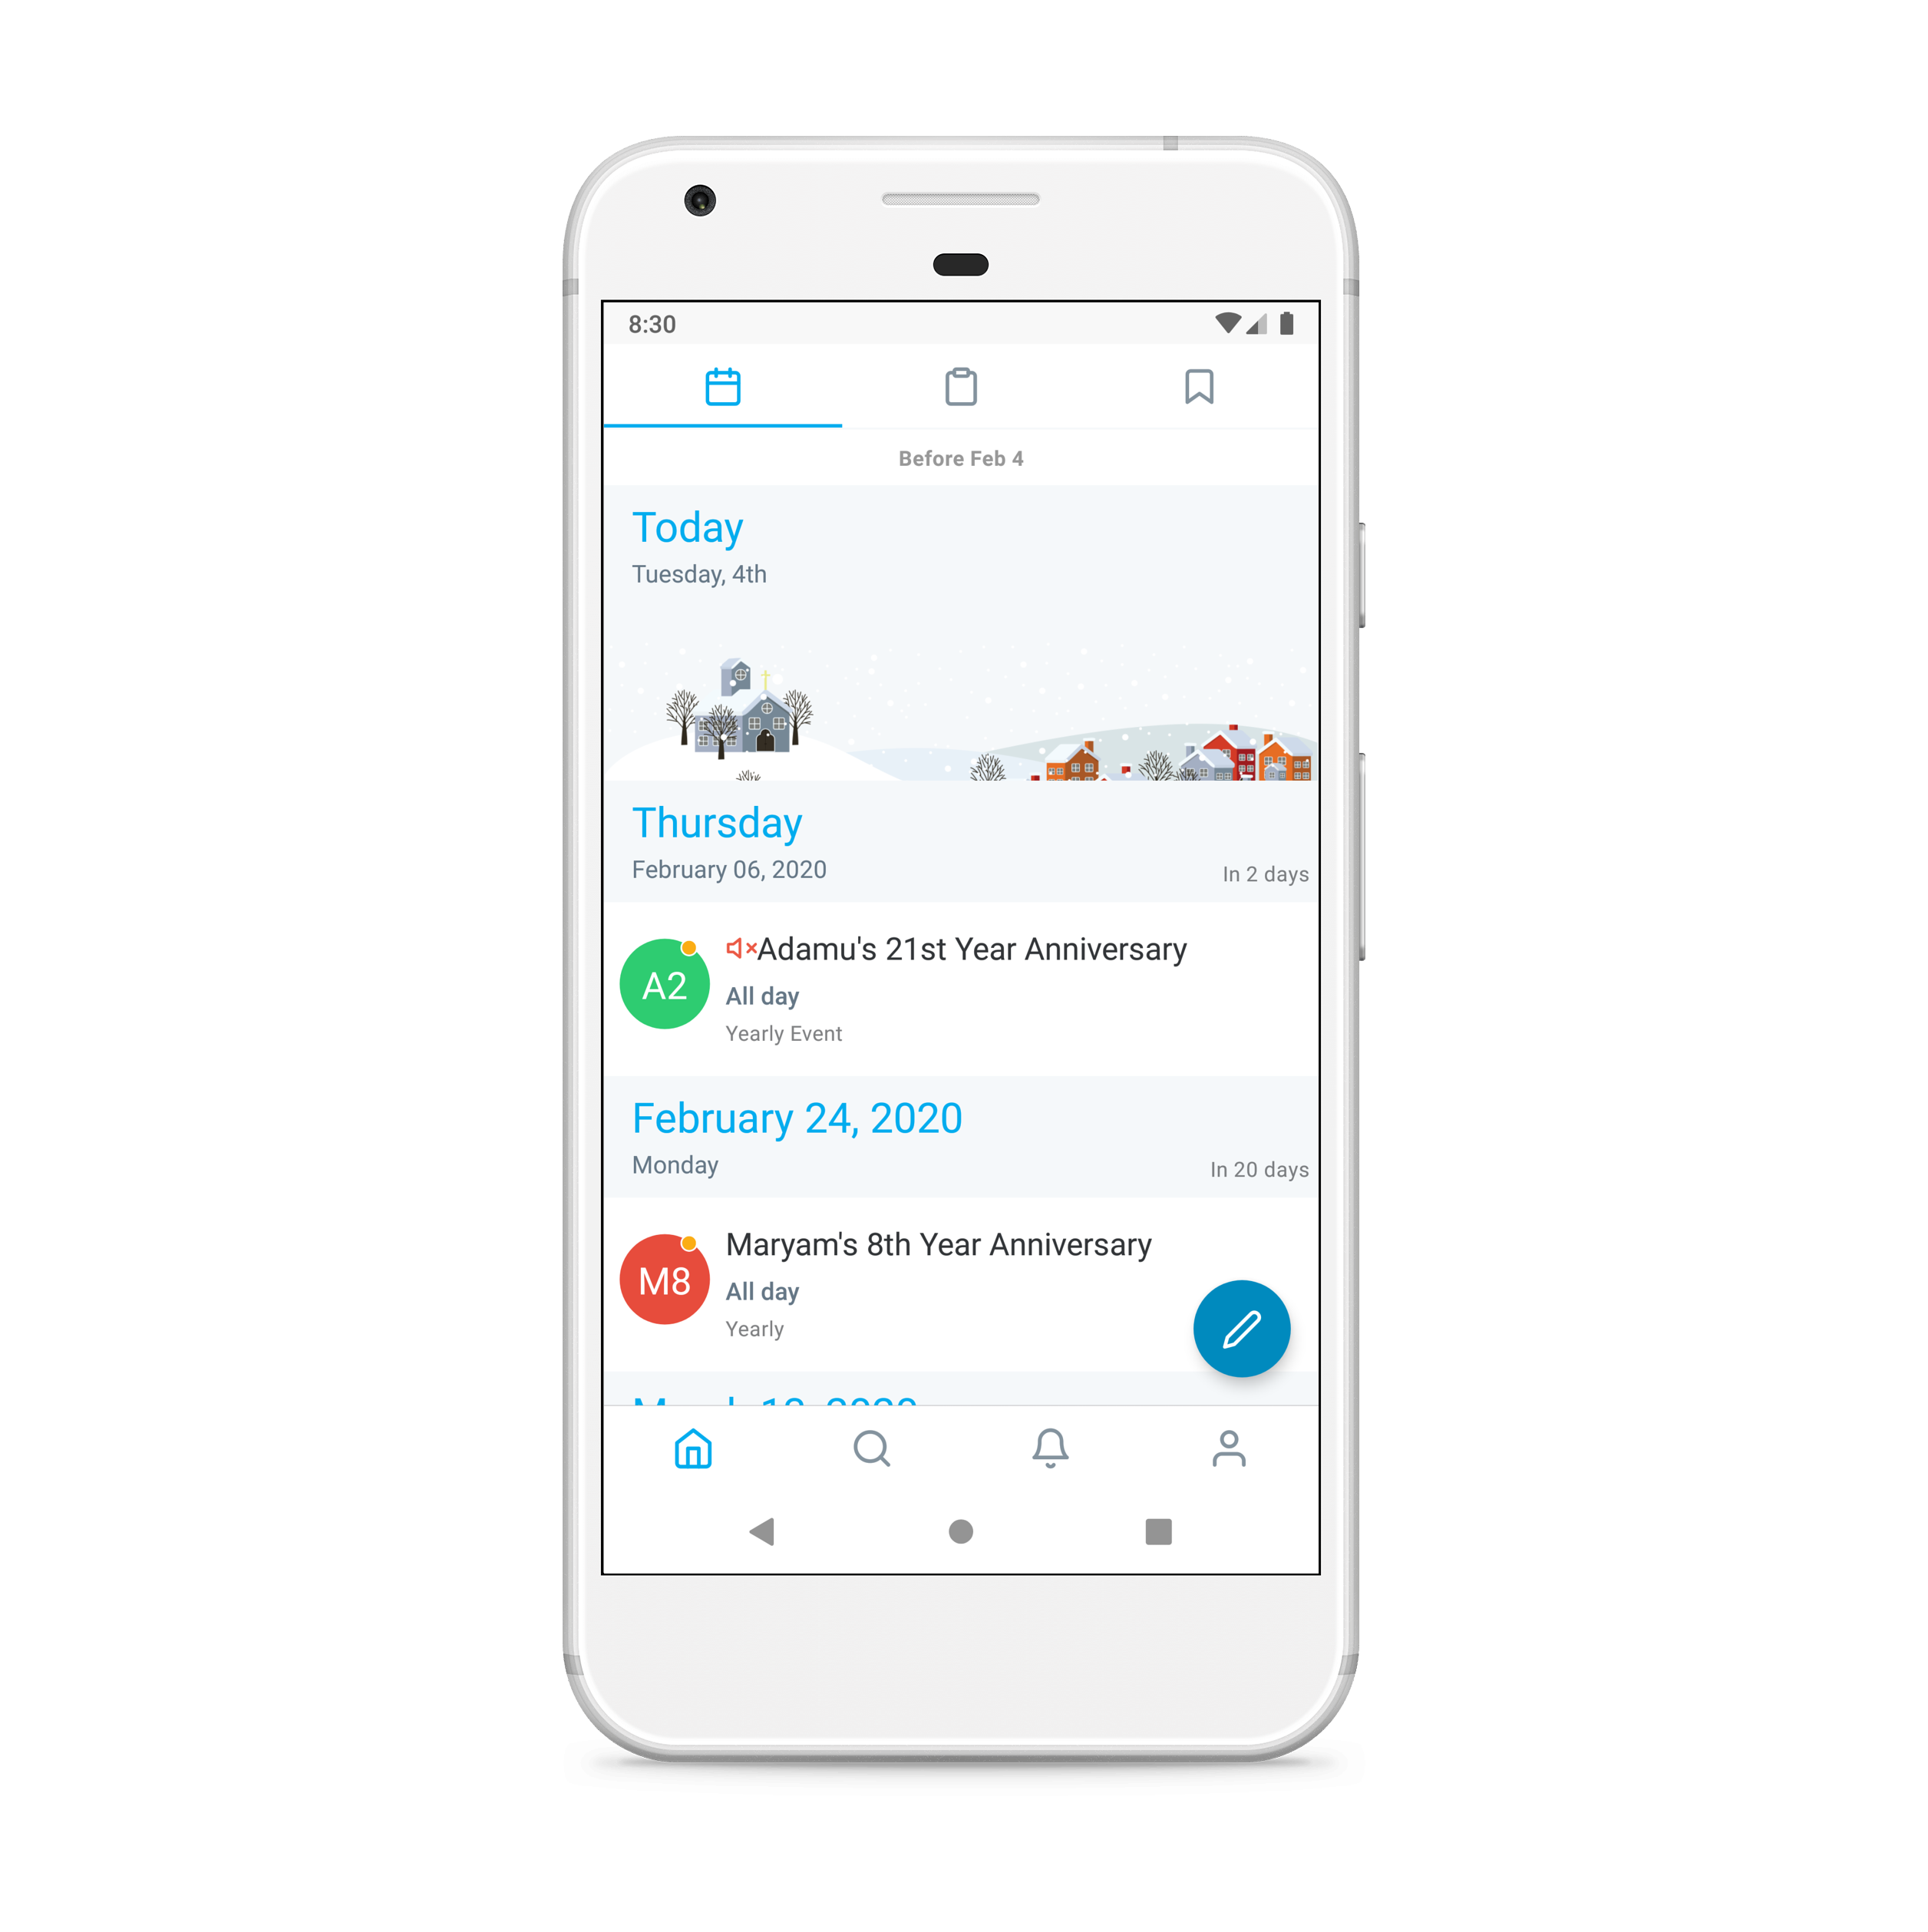 8:30
Before Feb 4
Today
Tuesday, 4th
Thursday
February 06, 2020
In 2 days
A2
Adamu's 21st Year Anniversary
All day
Yearly Event
February 24, 2020
Monday
In 20 days
M8
Maryam's 8th Year Anniversary
All day
Yearly